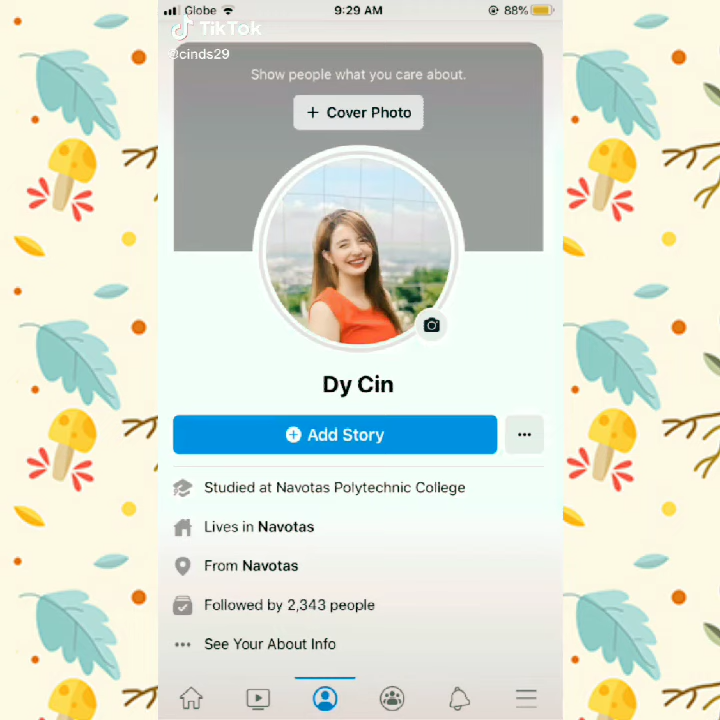 Globe 9:29 AM 88%
TikTok
@cinds29
Show people what you care about.
+ Cover Photo
Dy Cin
Add Story
Studied at Navotas Polytechnic College
Lives in Navotas
From Navotas
Followed by 2,343 people
See Your About Info